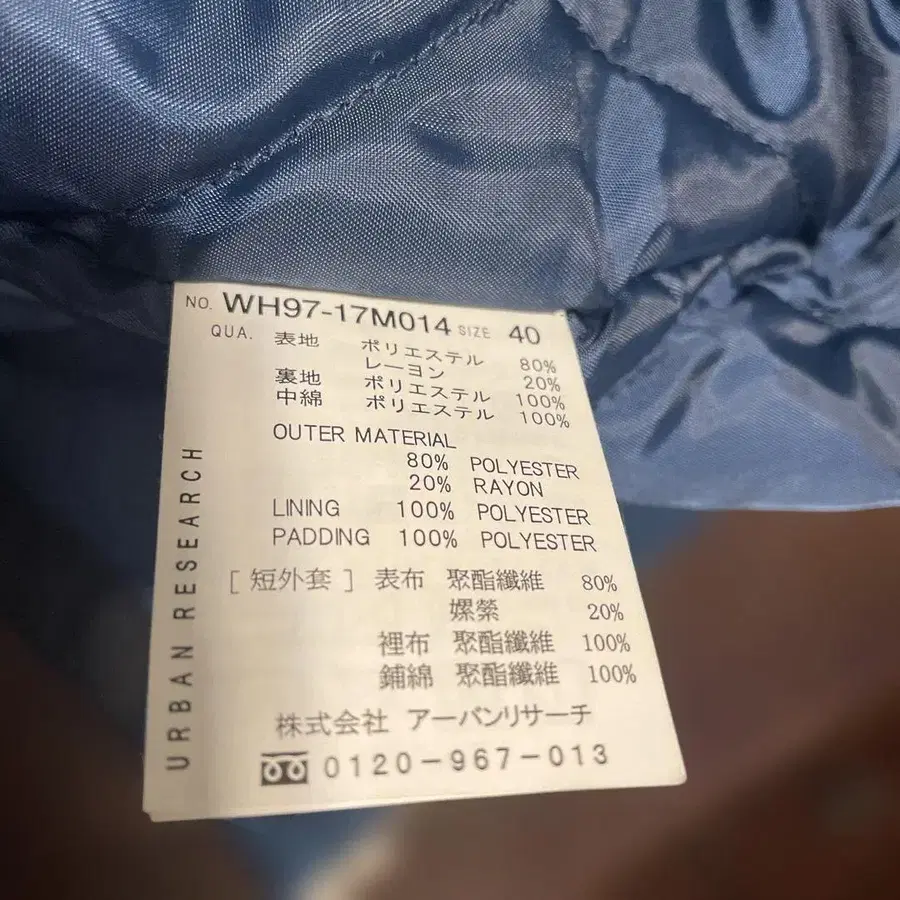 NO. WH97-17M014 SIZE 40
QUA. 表地 ポリエステル 80%
レーヨン 20%
裏地 ポリエステル 100%
中綿 ポリエステル 100%
OUTER MATERIAL
80% POLYESTER
20% RAYON
LINING 100% POLYESTER
PADDING 100% POLYESTER
[短外套] 表布 聚酯纖維 80%
嫘縈 20%
裡布 聚酯纖維 100%
鋪綿 聚酯纖維 100%
株式会社 アーバンリサーチ
0120-967-013
URBAN RESEARCH